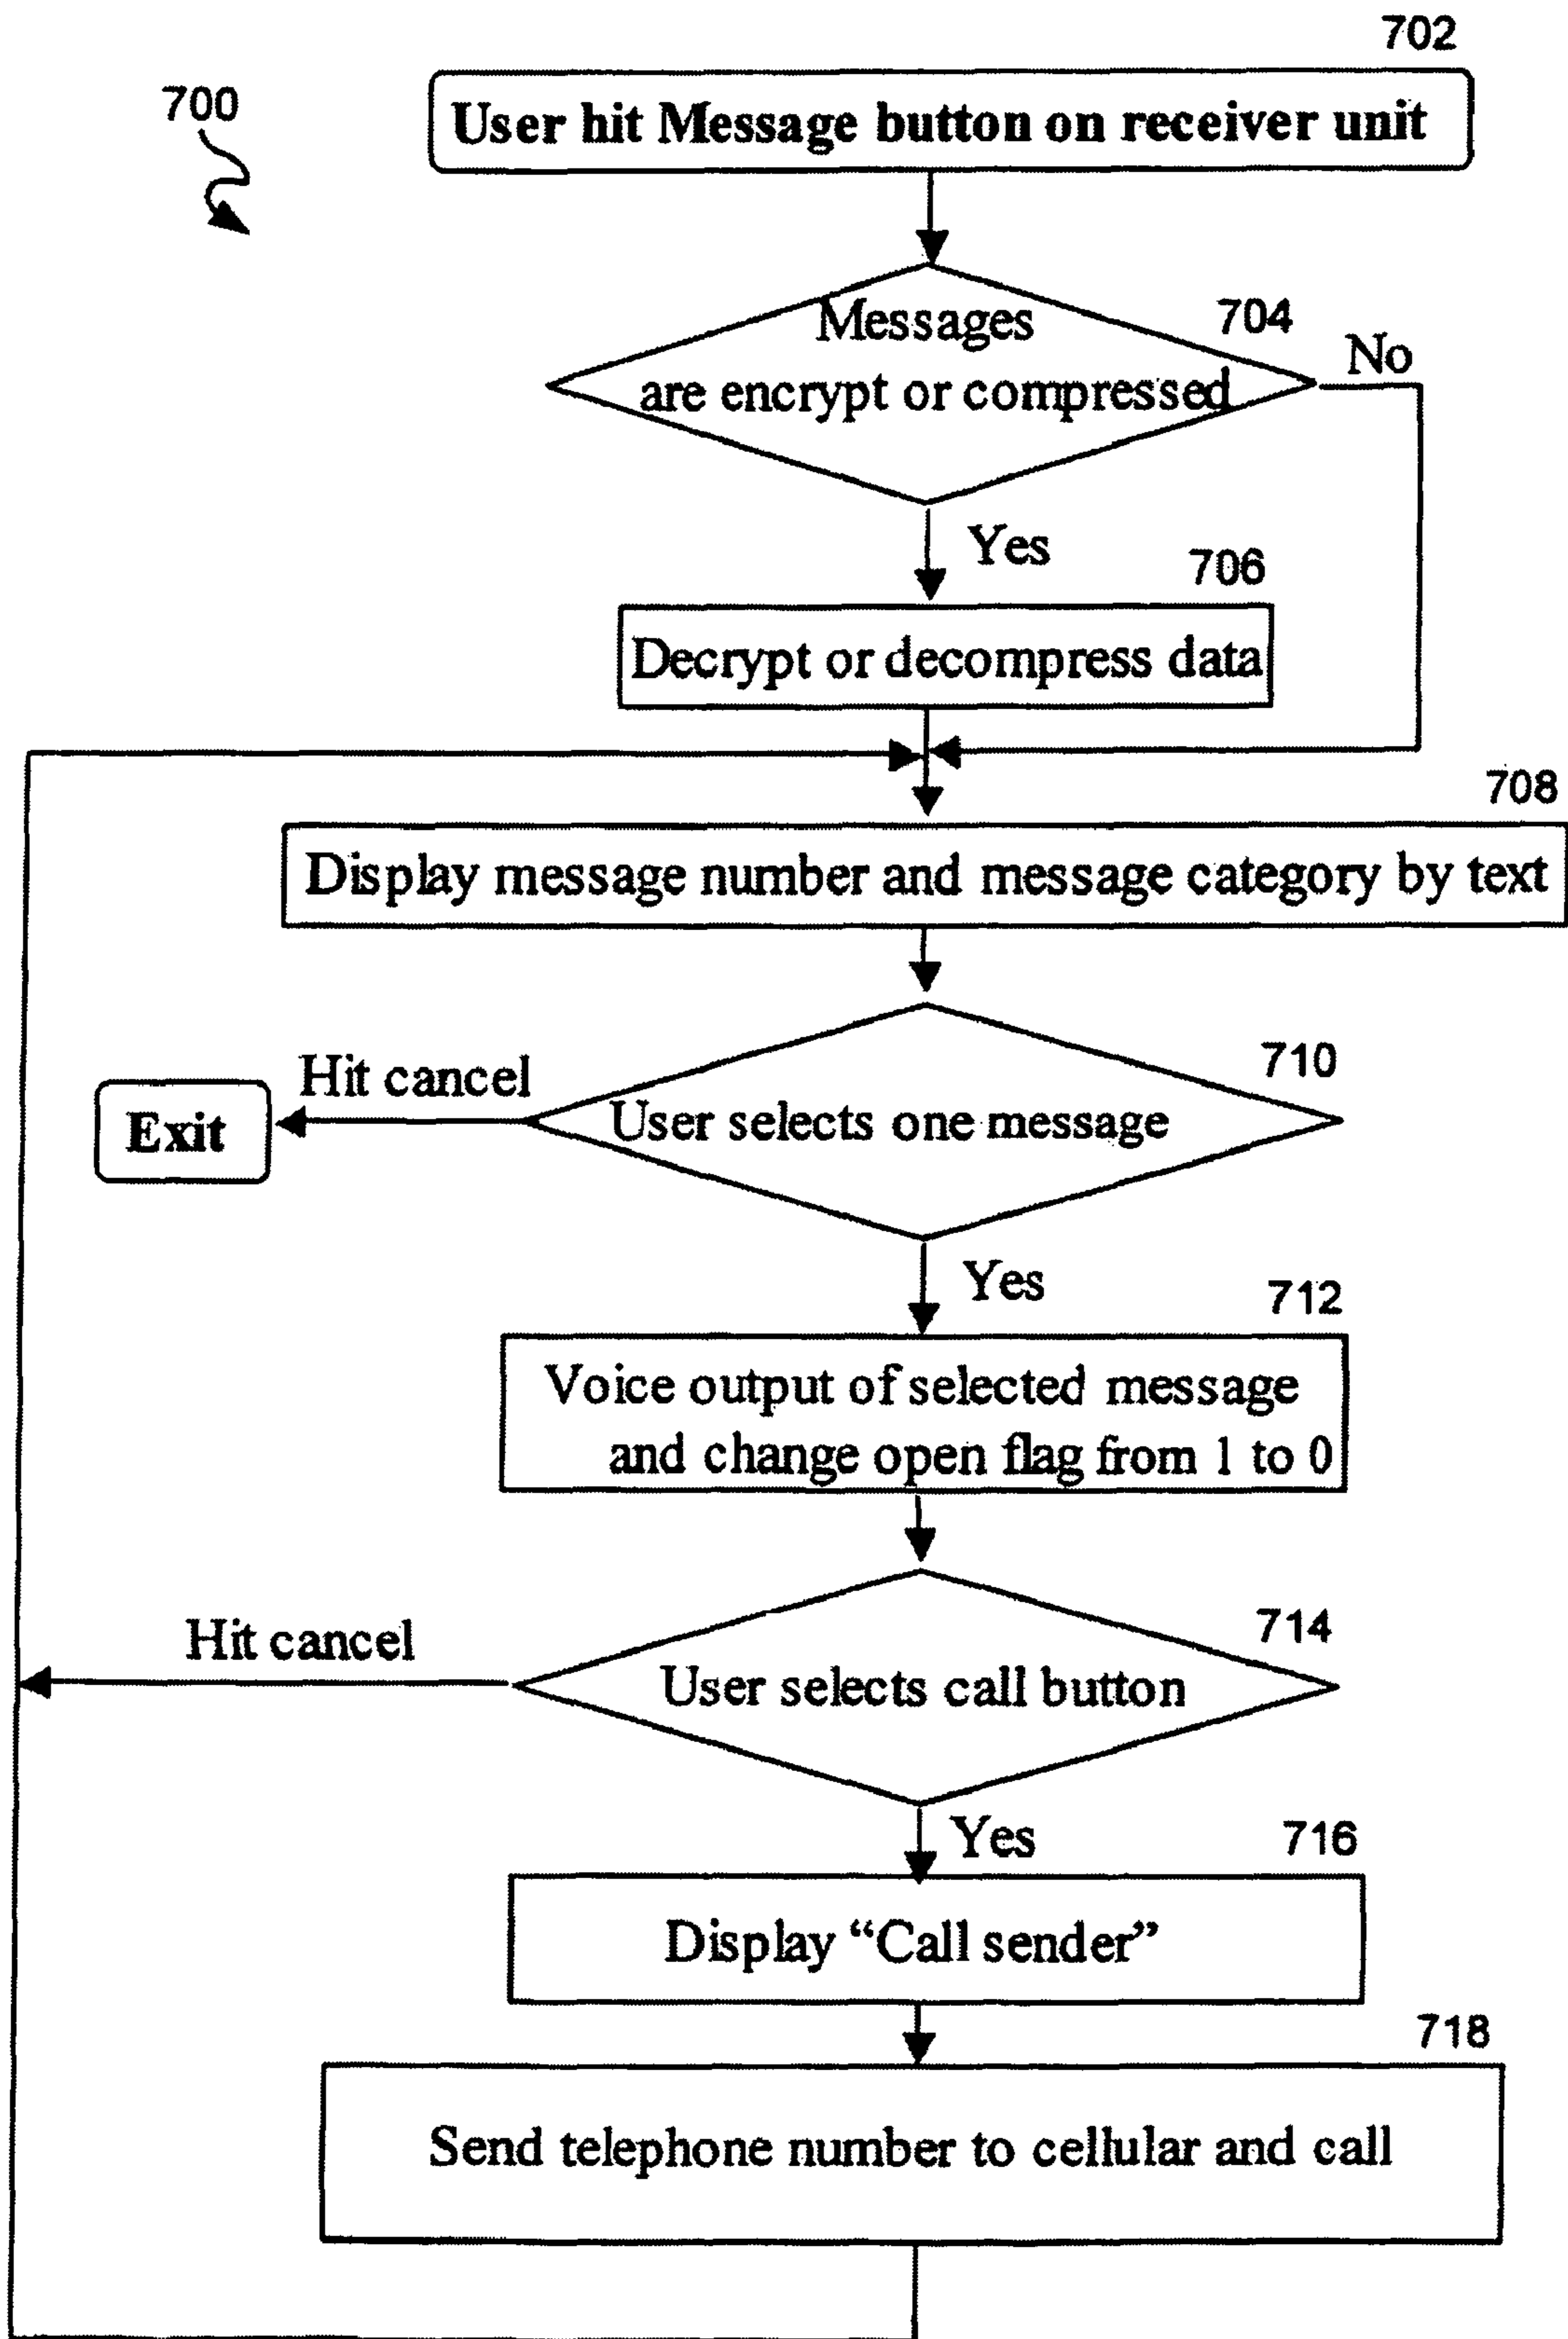 702
700
User hit Message button on receiver unit
704
Messages
are encrypt or compressed
No
Yes
706
Decrypt or decompress data
708
Display message number and message category by text
710
Hit cancel
Exit
User selects one message
Yes
712
Voice output of selected message
and change open flag from 1 to 0
714
Hit cancel
User selects call button
Yes
716
Display “Call sender”
718
Send telephone number to cellular and call